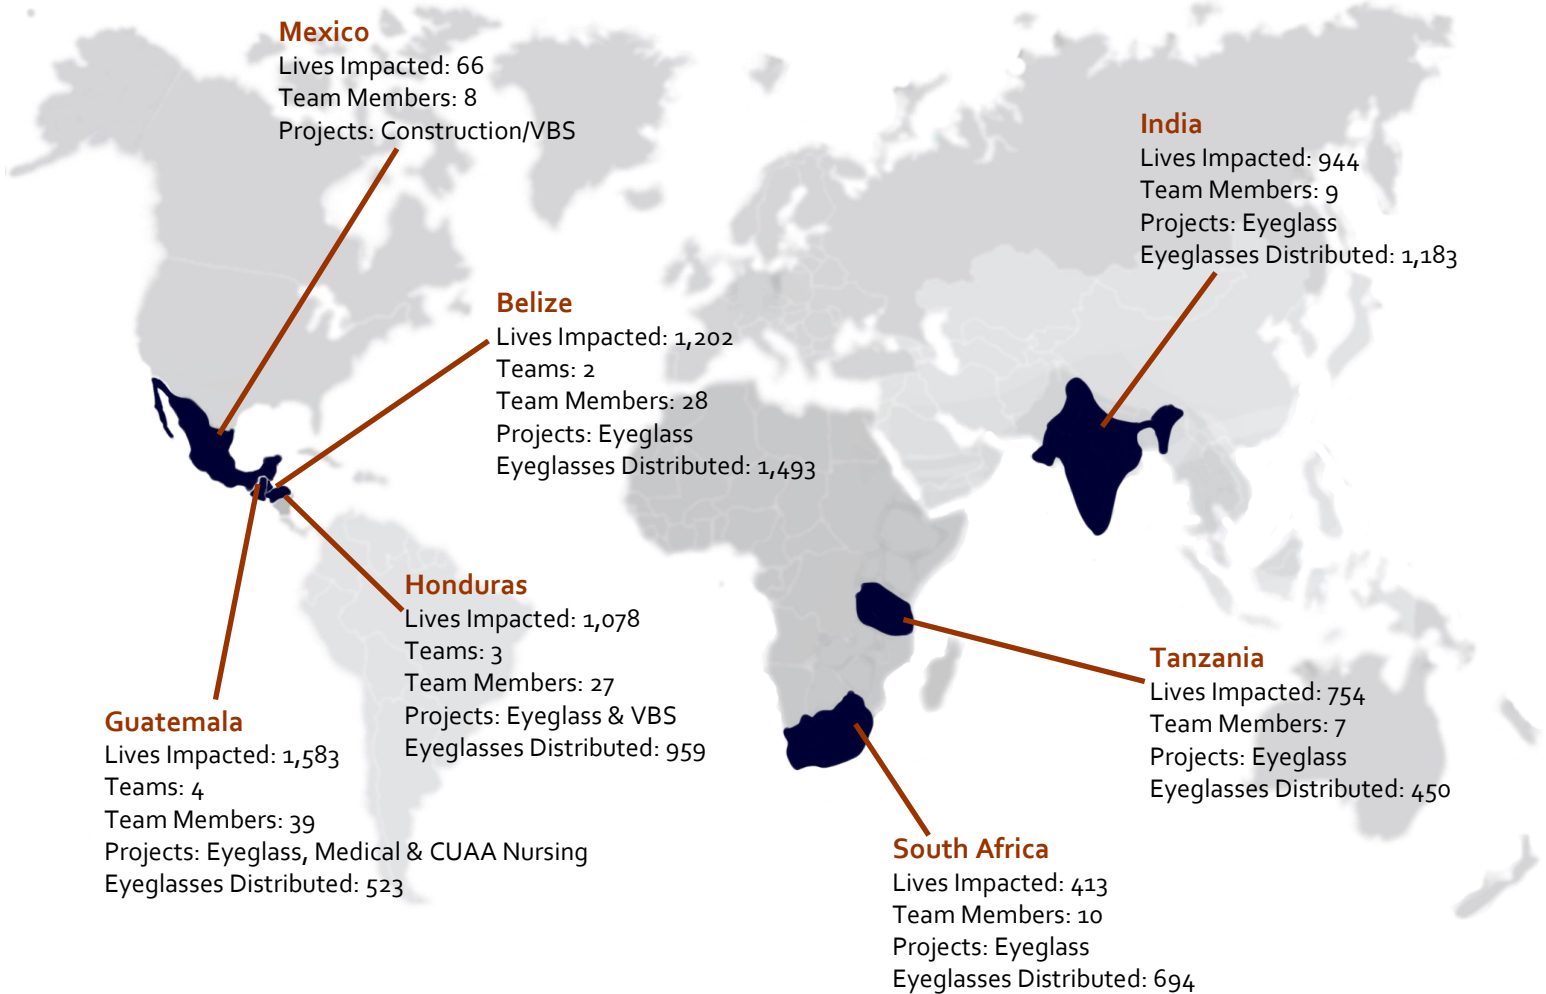 Mexico
Lives Impacted: 66
Team Members: 8
Projects: Construction/VBS
India
Lives Impacted: 944
Team Members: 9
Projects: Eyeglass
Eyeglasses Distributed: 1,183
Belize
Lives Impacted: 1,202
Teams: 2
Team Members: 28
Projects: Eyeglass
Eyeglasses Distributed: 1,493
Honduras
Lives Impacted: 1,078
Teams: 3
Team Members: 27
Projects: Eyeglass & VBS
Eyeglasses Distributed: 959
Guatemala
Lives Impacted: 1,583
Teams: 4
Team Members: 39
Projects: Eyeglass, Medical & CUAA Nursing
Eyeglasses Distributed: 523
Tanzania
Lives Impacted: 754
Team Members: 7
Projects: Eyeglass
Eyeglasses Distributed: 450
South Africa
Lives Impacted: 413
Team Members: 10
Projects: Eyeglass
Eyeglasses Distributed: 694